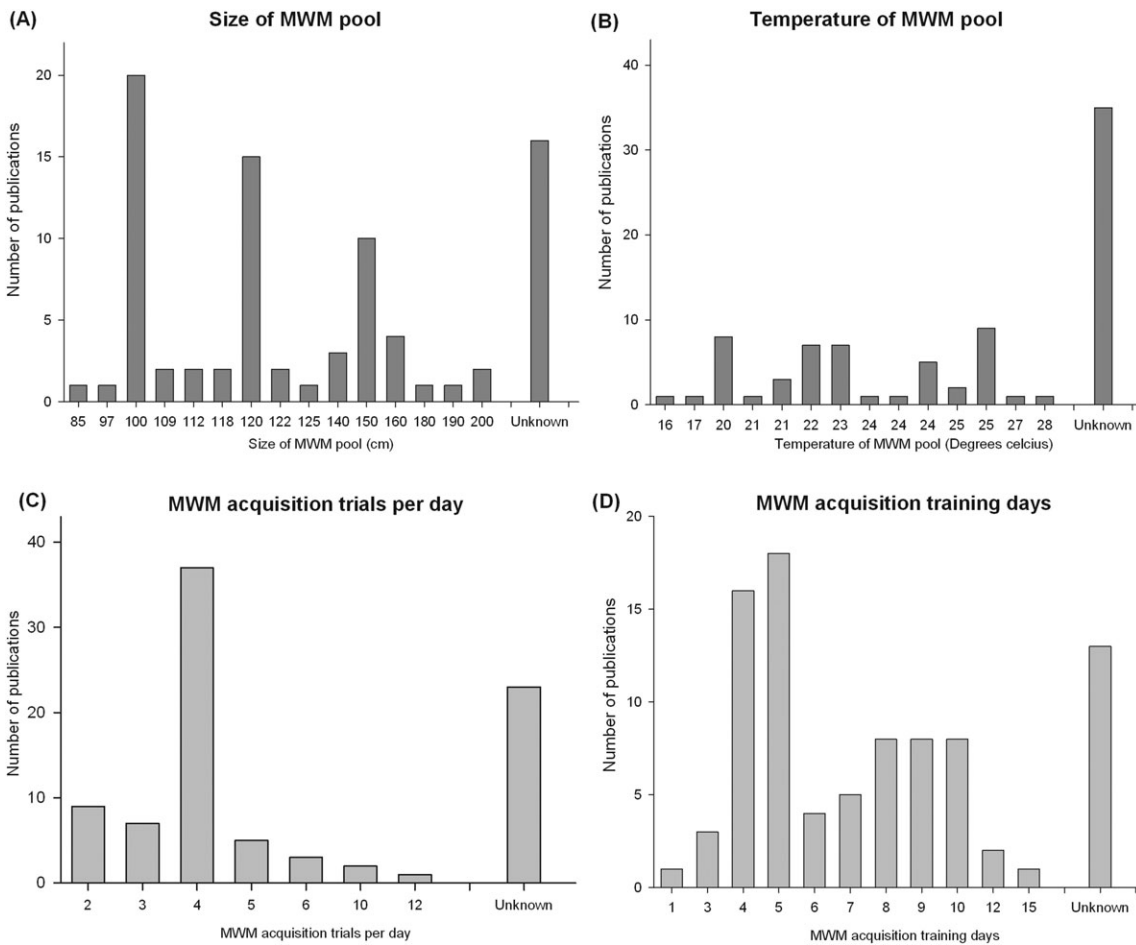 (A)
Size of MWM pool
Number of publications
20
15
10
5
0
85 97 100 109 112 118 120 122 125 140 150 160 180 190 200 Unknown
Size of MWM pool (cm)
(B)
Temperature of MWM pool
Number of publications
40
30
20
10
0
16 17 20 21 21 22 23 24 24 24 25 25 27 28 Unknown
Temperature of MWM pool (Degrees celcius)
(C)
MWM acquisition trials per day
Number of publications
40
30
20
10
0
2 3 4 5 6 10 12 Unknown
MWM acquisition trials per day
(D)
MWM acquisition training days
Number of publications
20
15
10
5
0
1 3 4 5 6 7 8 9 10 12 15 Unknown
MWM acquisition training days